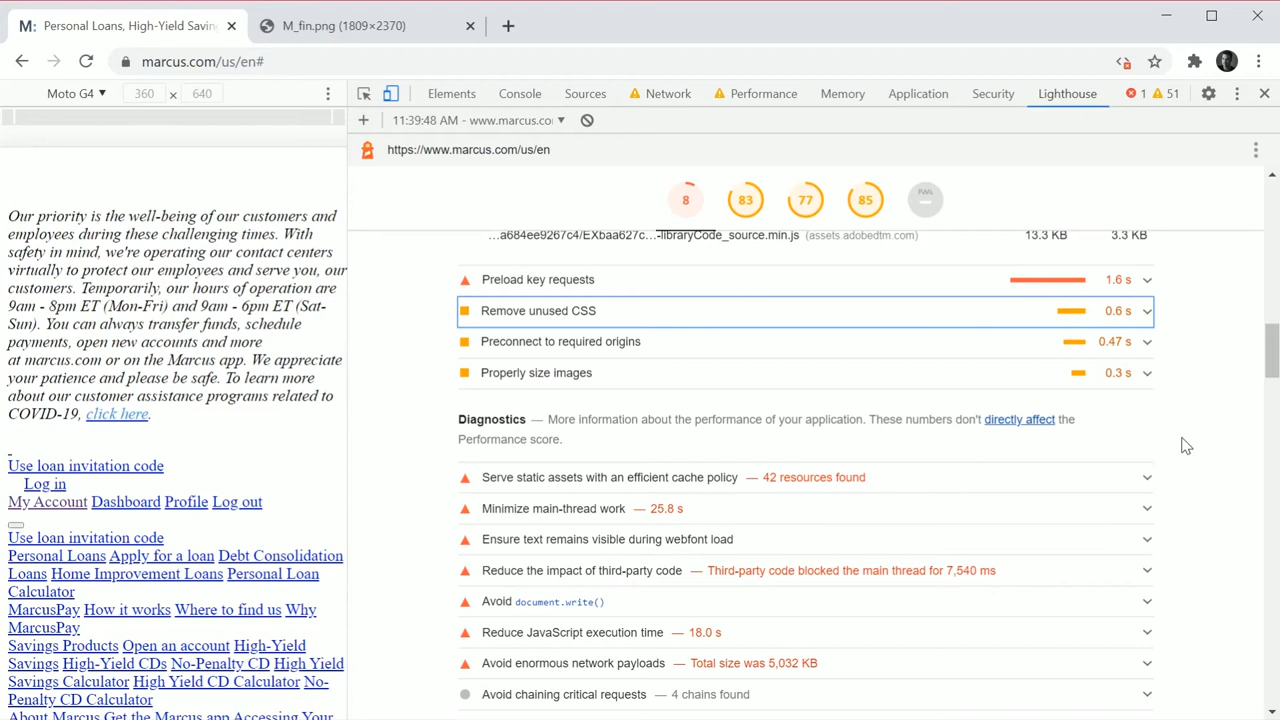 M: Personal Loans, High-Yield Savin
M_fin.png (1809×2370)
marcus.com/us/en#
Moto G4 ▼ 360 × 640
Elements Console Sources Network Performance Memory Application Security Lighthouse 1 51
11:39:48 AM - www.marcus.co
https://www.marcus.com/us/en
8 83 77 85 PWA
…a684ee9267c4/EXbaa627c…-libraryCode_source.min.js (assets.adobedtm.com) 13.3 KB 3.3 KB
Preload key requests 1.6 s
Remove unused CSS 0.6 s
Preconnect to required origins 0.47 s
Properly size images 0.3 s
Diagnostics — More information about the performance of your application. These numbers don't directly affect the
Performance score.
Serve static assets with an efficient cache policy — 42 resources found
Minimize main-thread work — 25.8 s
Ensure text remains visible during webfont load
Reduce the impact of third-party code — Third-party code blocked the main thread for 7,540 ms
Avoid document.write()
Reduce JavaScript execution time — 18.0 s
Avoid enormous network payloads — Total size was 5,032 KB
Avoid chaining critical requests — 4 chains found
Our priority is the well-being of our customers and
employees during these challenging times. With
safety in mind, we're operating our contact centers
virtually to protect our employees and serve you, our
customers. Temporarily, our hours of operation are
9am - 8pm ET (Mon-Fri) and 9am - 6pm ET (Sat-
Sun). You can always transfer funds, schedule
payments, open new accounts and more
at marcus.com or on the Marcus app. We appreciate
your patience and please be safe. To learn more
about our customer assistance programs related to
COVID-19, click here.
Use loan invitation code
Log in
My Account Dashboard Profile Log out
Use loan invitation code
Personal Loans Apply for a loan Debt Consolidation
Loans Home Improvement Loans Personal Loan
Calculator
MarcusPay How it works Where to find us Why
MarcusPay
Savings Products Open an account High-Yield
Savings High-Yield CDs No-Penalty CD High Yield
Savings Calculator High Yield CD Calculator No-
Penalty CD Calculator
About Marcus Get the Marcus app Accessing Your